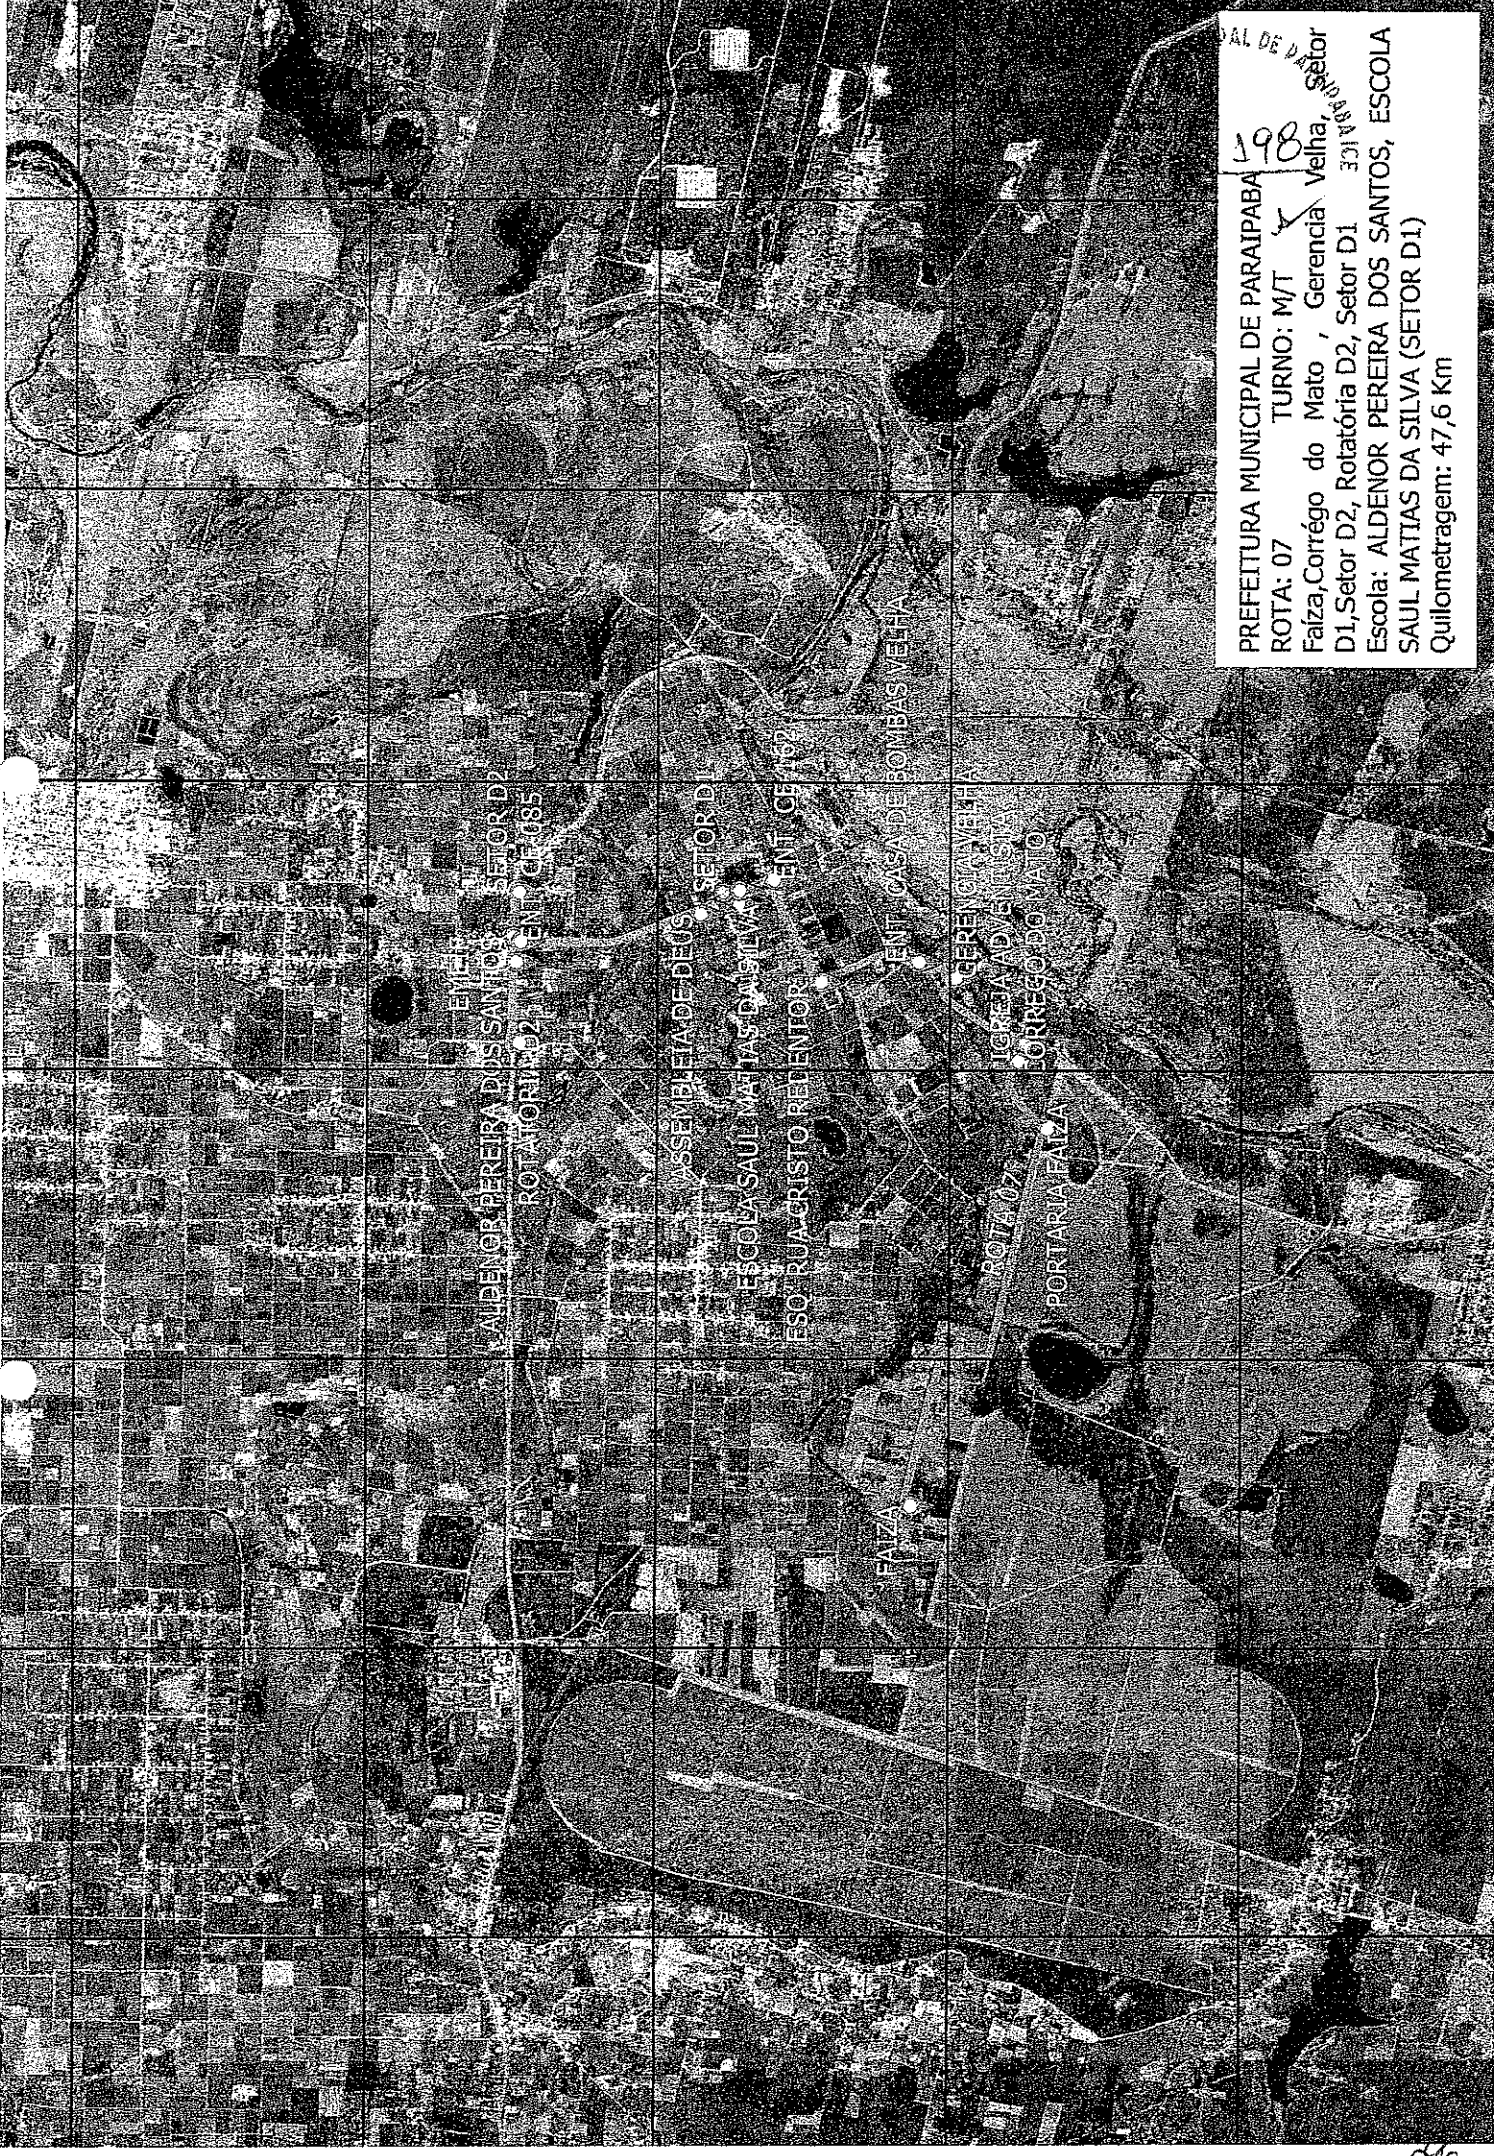 PREFEITURA MUNICIPAL DE PARAIPABA
198
ROTA: 07 TURNO: M/T
Faíza,Corrégo do Mato , Gerencia Velha, Setor
D1,Setor D2, Rotatória D2, Setor D1
Escola: ALDENOR PEREIRA DOS SANTOS, ESCOLA
SAUL MATIAS DA SILVA (SETOR D1)
Quilometragem: 47,6 Km
SETOR D2
ENT. CE 085
ALDENOR PEREIRA DOS SANTOS
ROTATORIA D2
SETOR D1
ASSEMBLEIA DE DEUS
ESCOLA SAUL MATIAS DA SILVA
ENT. CE 162
ESQ. RUA CRISTO REDENTOR
ENT. CASA DE BOMBAS VELHA
GERENCIA VELHA
IGREJA ADVENTISTA
CORREGO DO MATO
ROTA 07
PORTARIA FAIZA
FAIZA